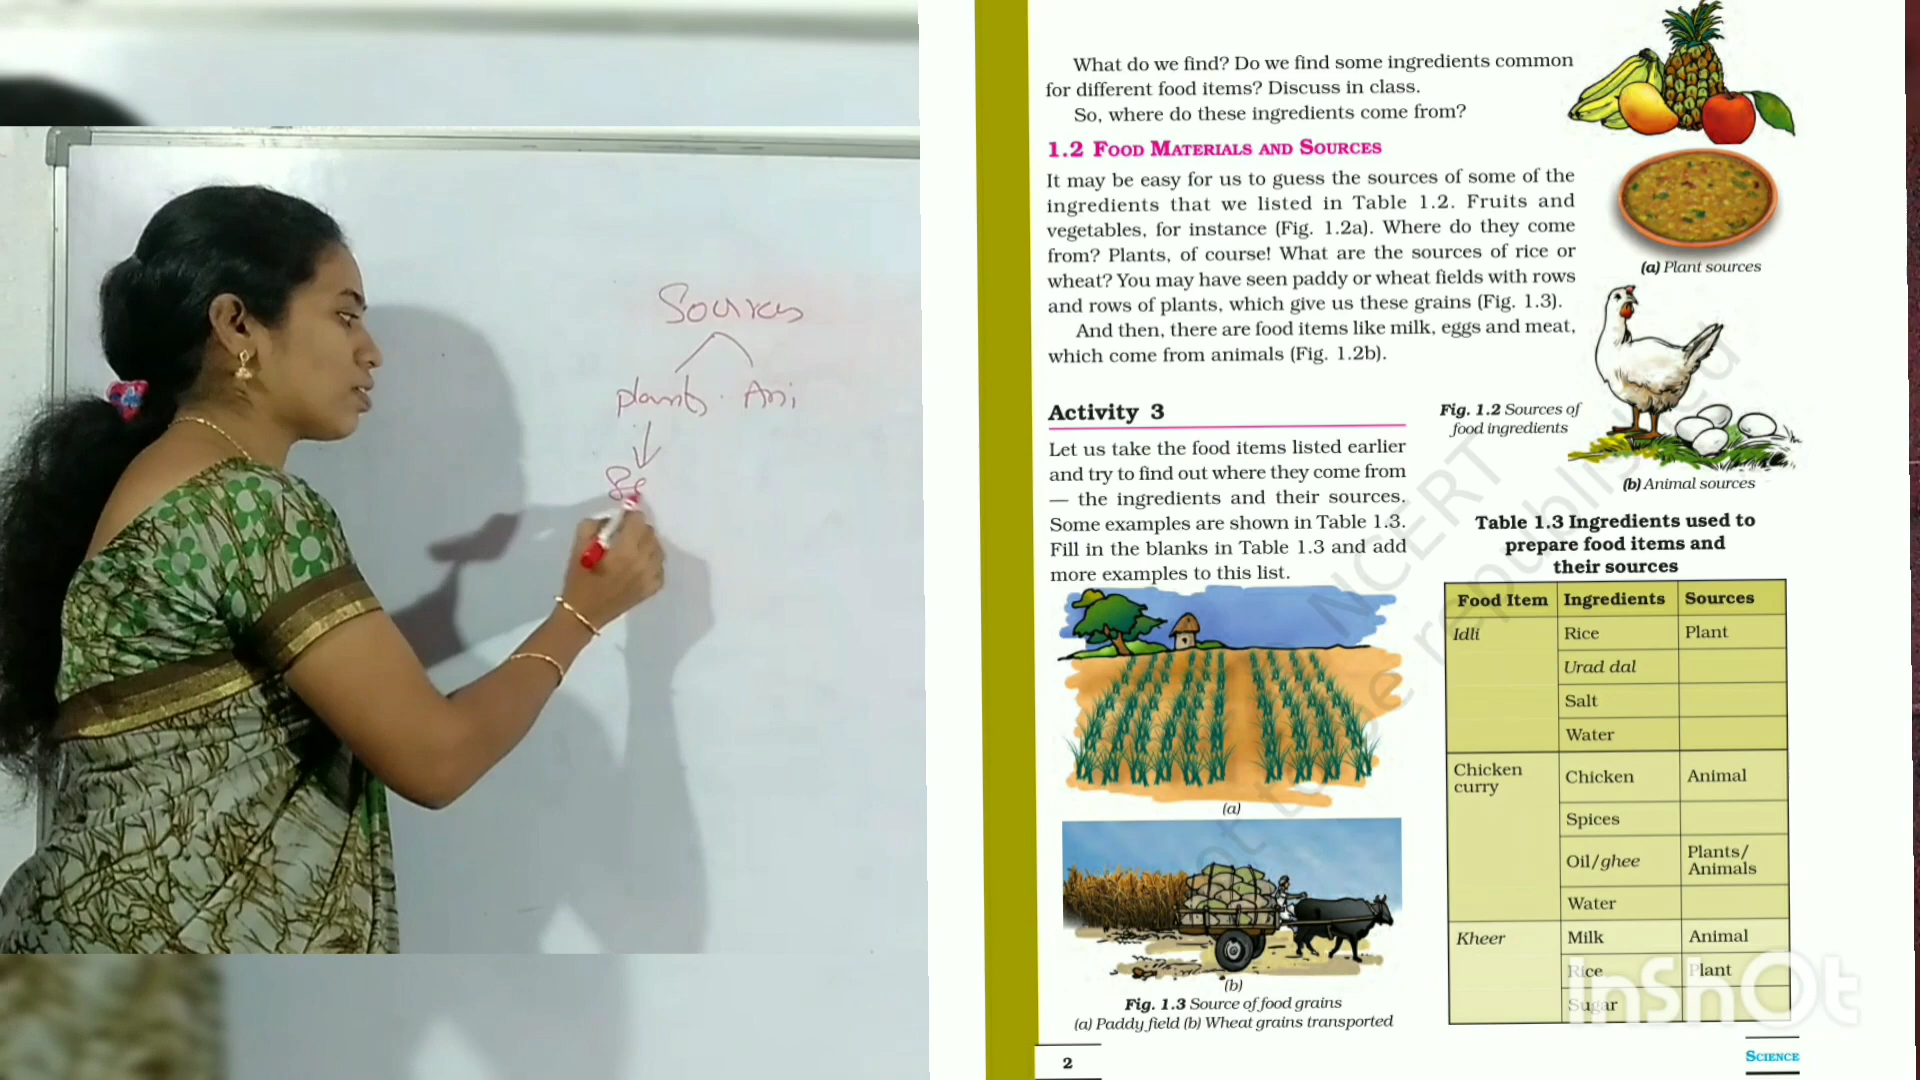 Sources
plants. Ani
What do we find? Do we find some ingredients common
for different food items? Discuss in class.
So, where do these ingredients come from?
1.2 FOOD MATERIALS AND SOURCES
It may be easy for us to guess the sources of some of the
ingredients that we listed in Table 1.2. Fruits and
vegetables, for instance (Fig. 1.2a). Where do they come
from? Plants, of course! What are the sources of rice or
wheat? You may have seen paddy or wheat fields with rows
and rows of plants, which give us these grains (Fig. 1.3).
And then, there are food items like milk, eggs and meat,
which come from animals (Fig. 1.2b).
(a) Plant sources
Activity 3
Let us take the food items listed earlier
and try to find out where they come from
— the ingredients and their sources.
Some examples are shown in Table 1.3.
Fill in the blanks in Table 1.3 and add
more examples to this list.
Fig. 1.2 Sources of
food ingredients
(b) Animal sources
(a)
(b)
Fig. 1.3 Source of food grains
(a) Paddy field (b) Wheat grains transported
Table 1.3 Ingredients used to
prepare food items and
their sources
Food Item Ingredients Sources
Idli Rice Plant
Urad dal
Salt
Water
Chicken curry Chicken Animal
Spices
Oil/ghee Plants/
Animals
Water
Kheer Milk Animal
Rice Plant
Sugar
2
SCIENCE
NCERT
not to be republished
InShOt